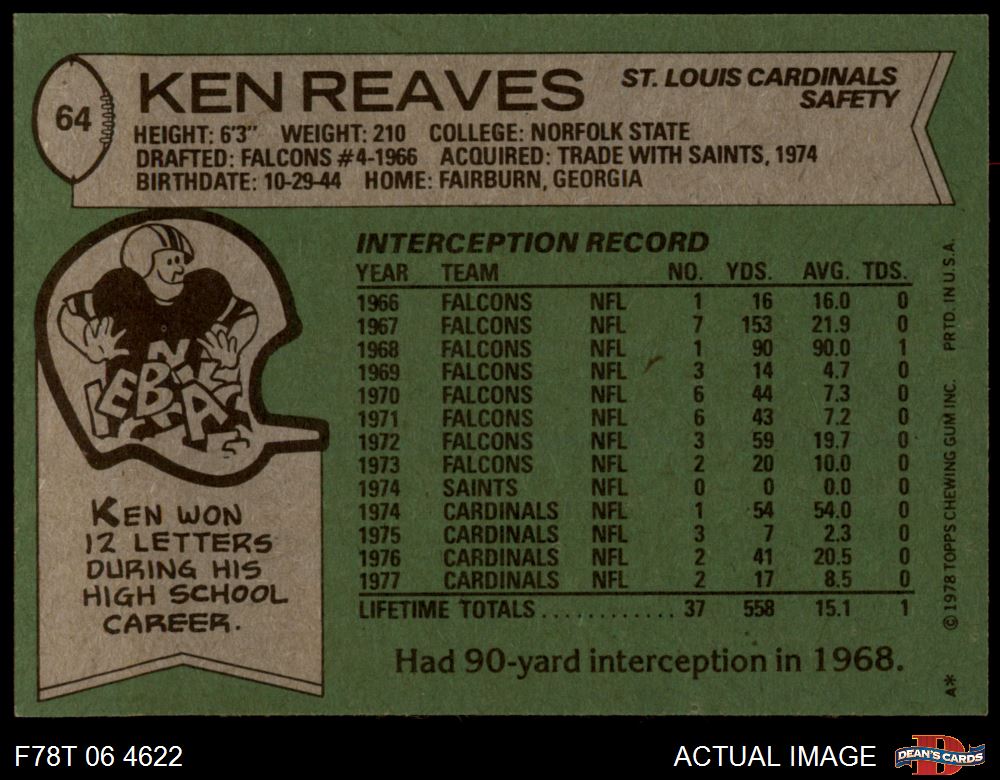 64
KEN REAVES
ST. LOUIS CARDINALS
SAFETY
HEIGHT: 6'3" WEIGHT: 210 COLLEGE: NORFOLK STATE
DRAFTED: FALCONS #4-1966 ACQUIRED: TRADE WITH SAINTS, 1974
BIRTHDATE: 10-29-44 HOME: FAIRBURN, GEORGIA
KEN WON
12 LETTERS
DURING HIS
HIGH SCHOOL
CAREER.
INTERCEPTION RECORD
YEAR TEAM NO. YDS. AVG. TDS.
1966 FALCONS NFL 1 16 16.0 0
1967 FALCONS NFL 7 153 21.9 0
1968 FALCONS NFL 1 90 90.0 1
1969 FALCONS NFL 3 14 4.7 0
1970 FALCONS NFL 6 44 7.3 0
1971 FALCONS NFL 6 43 7.2 0
1972 FALCONS NFL 3 59 19.7 0
1973 FALCONS NFL 2 20 10.0 0
1974 SAINTS NFL 0 0 0.0 0
1974 CARDINALS NFL 1 54 54.0 0
1975 CARDINALS NFL 3 7 2.3 0
1976 CARDINALS NFL 2 41 20.5 0
1977 CARDINALS NFL 2 17 8.5 0
LIFETIME TOTALS ............ 37 558 15.1 1
Had 90-yard interception in 1968.
A* © 1978 TOPPS CHEWING GUM INC. PRTD. IN U.S.A.
F78T 06 4622
ACTUAL IMAGE
D
DEAN'S CARDS